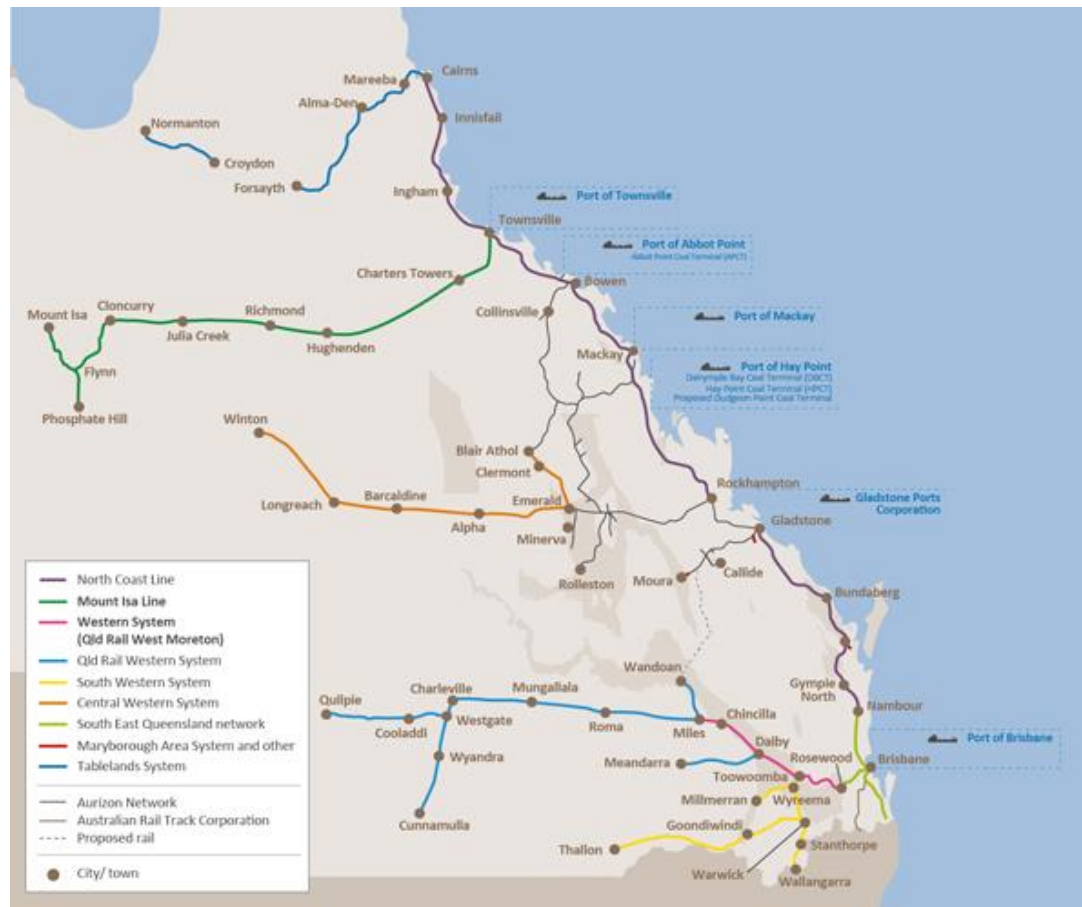 Cairns
Mareeba
Alma-Den
Innisfail
Normanton
Croydon
Forsayth
Ingham
Port of Townsville
Townsville
Port of Abbot Point
Abbot Point Coal Terminal (APCT)
Charters Towers
Bowen
Cloncurry
Richmond
Collinsville
Mount Isa
Port of Mackay
Julia Creek
Hughenden
Mackay
Flynn
Port of Hay Point
Dalrymple Bay Coal Terminal (DBCT)
Hay Point Coal Terminal (HPCT)
Proposed Dudgeon Point Coal Terminal
Phosphate Hill
Winton
Blair Athol
Clermont
Rockhampton
Barcaldine
Emerald
Gladstone Ports
Corporation
Longreach
Alpha
Gladstone
Minerva
Rolleston
Moura
Callide
Bundaberg
North Coast Line
Mount Isa Line
Western System
(Qld Rail West Moreton)
Qld Rail Western System
South Western System
Central Western System
South East Queensland network
Maryborough Area System and other
Tablelands System
Aurizon Network
Australian Rail Track Corporation
Proposed rail
City/ town
Wandoan
Gympie
North
Nambour
Quilpie
Charleville
Mungallala
Chincilla
Cooladdi
Westgate
Roma
Miles
Dalby
Port of Brisbane
Wyandra
Meandarra
Rosewood
Brisbane
Toowoomba
Millmerran
Wyreema
Cunnamulla
Goondiwindi
Thallon
Stanthorpe
Warwick
Wallangarra